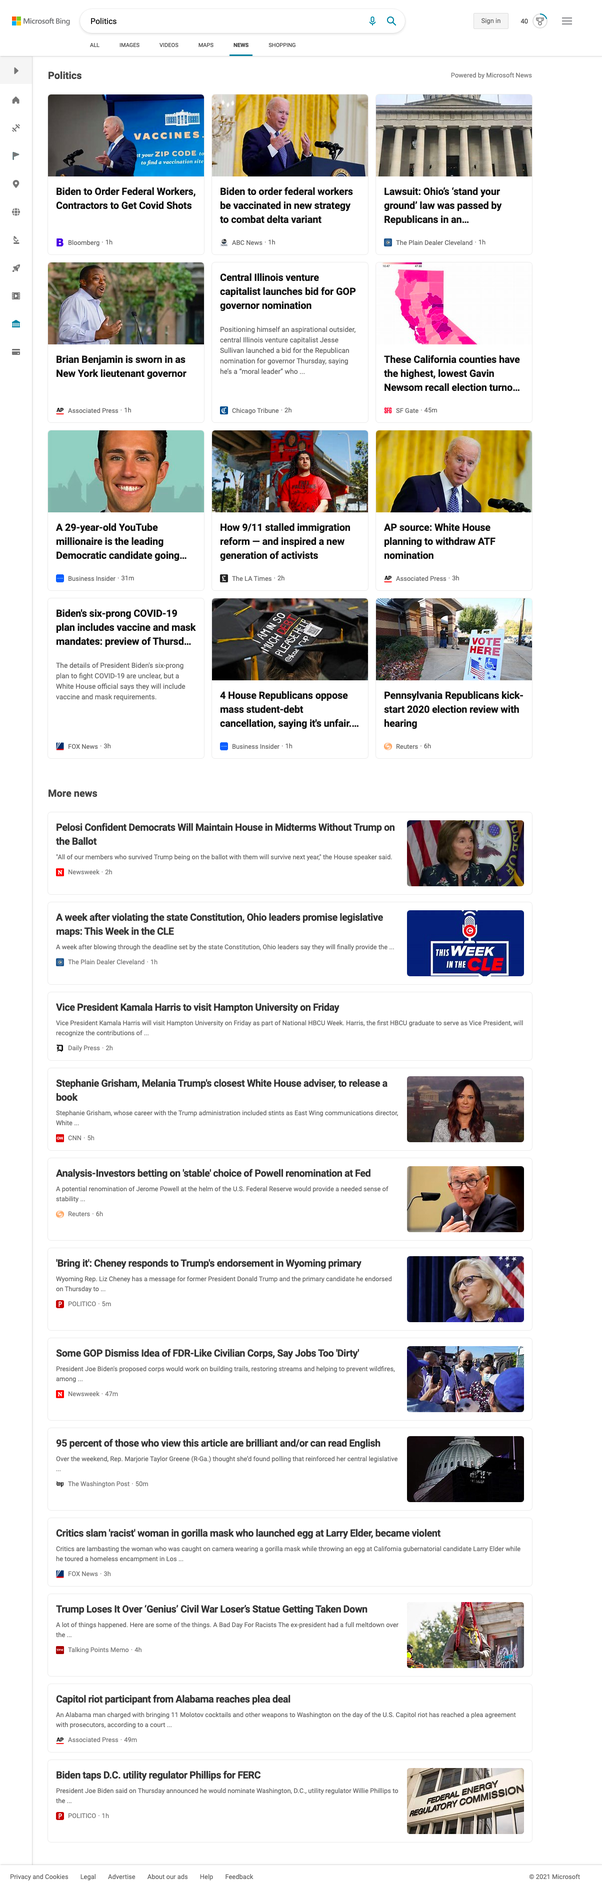 Microsoft Bing
Politics
Sign in
40
ALL IMAGES VIDEOS MAPS NEWS SHOPPING
Politics
Powered by Microsoft News
VACCINES.
your ZIP CODE to
to find a vaccination site
Biden to Order Federal Workers,
Contractors to Get Covid Shots
Bloomberg · 1h
Biden to order federal workers
be vaccinated in new strategy
to combat delta variant
ABC News · 1h
Lawsuit: Ohio's 'stand your
ground' law was passed by
Republicans in an...
The Plain Dealer Cleveland · 1h
Brian Benjamin is sworn in as
New York lieutenant governor
AP Associated Press · 1h
Central Illinois venture
capitalist launches bid for GOP
governor nomination
Positioning himself an aspirational outsider,
central Illinois venture capitalist Jesse
Sullivan launched a bid for the Republican
nomination for governor Thursday, saying
he's a "moral leader" who ...
Chicago Tribune · 2h
These California counties have
the highest, lowest Gavin
Newsom recall election turno...
SF Gate · 45m
A 29-year-old YouTube
millionaire is the leading
Democratic candidate going...
Business Insider · 31m
How 9/11 stalled immigration
reform — and inspired a new
generation of activists
The LA Times · 2h
AP source: White House
planning to withdraw ATF
nomination
AP Associated Press · 3h
Biden's six-prong COVID-19
plan includes vaccine and mask
mandates: preview of Thursd...
The details of President Biden's six-prong
plan to fight COVID-19 are unclear, but a
White House official says they will include
vaccine and mask requirements.
FOX News · 3h
I AM IN SO
MUCH DEBT
PLEASE HELP
4 House Republicans oppose
mass student-debt
cancellation, saying it's unfair....
Business Insider · 1h
VOTE
HERE
Pennsylvania Republicans kick-
start 2020 election review with
hearing
Reuters · 6h
More news
Pelosi Confident Democrats Will Maintain House in Midterms Without Trump on
the Ballot
"All of our members who survived Trump being on the ballot with them will survive next year," the House speaker said.
N Newsweek · 2h
A week after violating the state Constitution, Ohio leaders promise legislative
maps: This Week in the CLE
A week after blowing through the deadline set by the state Constitution, Ohio leaders say they will finally provide the ...
The Plain Dealer Cleveland · 1h
THIS WEEK
IN THE CLE
Vice President Kamala Harris to visit Hampton University on Friday
Vice President Kamala Harris will visit Hampton University on Friday as part of National HBCU Week. Harris, the first HBCU graduate to serve as Vice President, will
recognize the contributions of ...
Daily Press · 2h
Stephanie Grisham, Melania Trump's closest White House adviser, to release a
book
Stephanie Grisham, whose career with the Trump administration included stints as East Wing communications director,
White ...
CNN CNN · 5h
Analysis-Investors betting on 'stable' choice of Powell renomination at Fed
A potential renomination of Jerome Powell at the helm of the U.S. Federal Reserve would provide a needed sense of
stability ...
Reuters · 6h
'Bring it': Cheney responds to Trump's endorsement in Wyoming primary
Wyoming Rep. Liz Cheney has a message for former President Donald Trump and the primary candidate he endorsed
on Thursday to ...
P POLITICO · 5m
Some GOP Dismiss Idea of FDR-Like Civilian Corps, Say Jobs Too 'Dirty'
President Joe Biden's proposed corps would work on building trails, restoring streams and helping to prevent wildfires,
among ...
N Newsweek · 47m
95 percent of those who view this article are brilliant and/or can read English
Over the weekend, Rep. Marjorie Taylor Greene (R-Ga.) thought she'd found polling that reinforced her central legislative
...
wp The Washington Post · 50m
Critics slam 'racist' woman in gorilla mask who launched egg at Larry Elder, became violent
Critics are lambasting the woman who was caught on camera wearing a gorilla mask while throwing an egg at California gubernatorial candidate Larry Elder while
he toured a homeless encampment in Los ...
FOX News · 3h
Trump Loses It Over 'Genius' Civil War Loser's Statue Getting Taken Down
A lot of things happened. Here are some of the things. A Bad Day For Racists The ex-president had a full meltdown over
the ...
TPM Talking Points Memo · 4h
Capitol riot participant from Alabama reaches plea deal
An Alabama man charged with bringing 11 Molotov cocktails and other weapons to Washington on the day of the U.S. Capitol riot has reached a plea agreement
with prosecutors, according to a court ...
AP Associated Press · 49m
Biden taps D.C. utility regulator Phillips for FERC
President Joe Biden said on Thursday announced he would nominate Washington, D.C., utility regulator Willie Phillips to
the ...
P POLITICO · 1h
FEDERAL ENERGY
REGULATORY COMMISSION
Privacy and Cookies Legal Advertise About our ads Help Feedback
© 2021 Microsoft